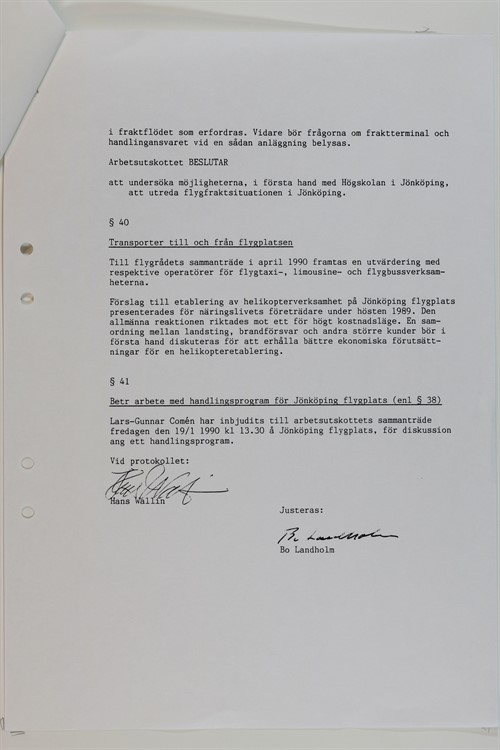 i fraktflödet som erfordras. Vidare bör frågorna om fraktterminal och
handlingansvaret vid en sådan anläggning belysas.
Arbetsutskottet BESLUTAR
att undersöka möjligheterna, i första hand med Högskolan i Jönköping,
att utreda flygfraktsituationen i Jönköping.
§ 40
Transporter till och från flygplatsen
Till flygrådets sammanträde i april 1990 framtas en utvärdering med
respektive operatörer för flygtaxi-, limousine- och flygbussverksam-
heterna.
Förslag till etablering av helikopterverksamhet på Jönköping flygplats
presenterades för näringslivets företrädare under hösten 1989. Den
allmänna reaktionen riktades mot ett för högt kostnadsläge. En sam-
ordning mellan landsting, brandförsvar och andra större kunder bör i
första hand diskuteras för att erhålla bättre ekonomiska förutsätt-
ningar för en helikopteretablering.
§ 41
Betr arbete med handlingsprogram för Jönköping flygplats (enl § 38)
Lars-Gunnar Comén har inbjudits till arbetsutskottets sammanträde
fredagen den 19/1 1990 kl 13.30 å Jönköping flygplats, för diskussion
ang ett handlingsprogram.
Vid protokollet:
Hans Wallin
Justeras:
Bo Landholm
Bo Landholm